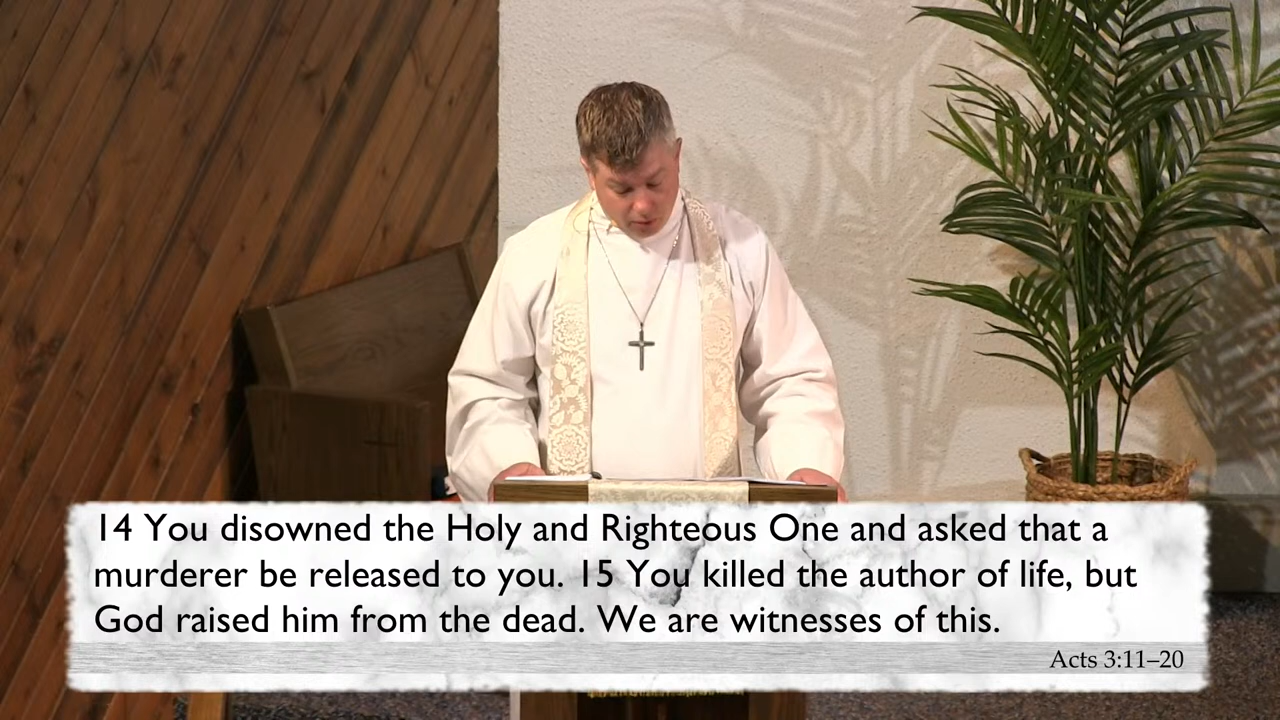 14 You disowned the Holy and Righteous One and asked that a
murderer be released to you. 15 You killed the author of life, but
God raised him from the dead. We are witnesses of this.
Acts 3:11–20